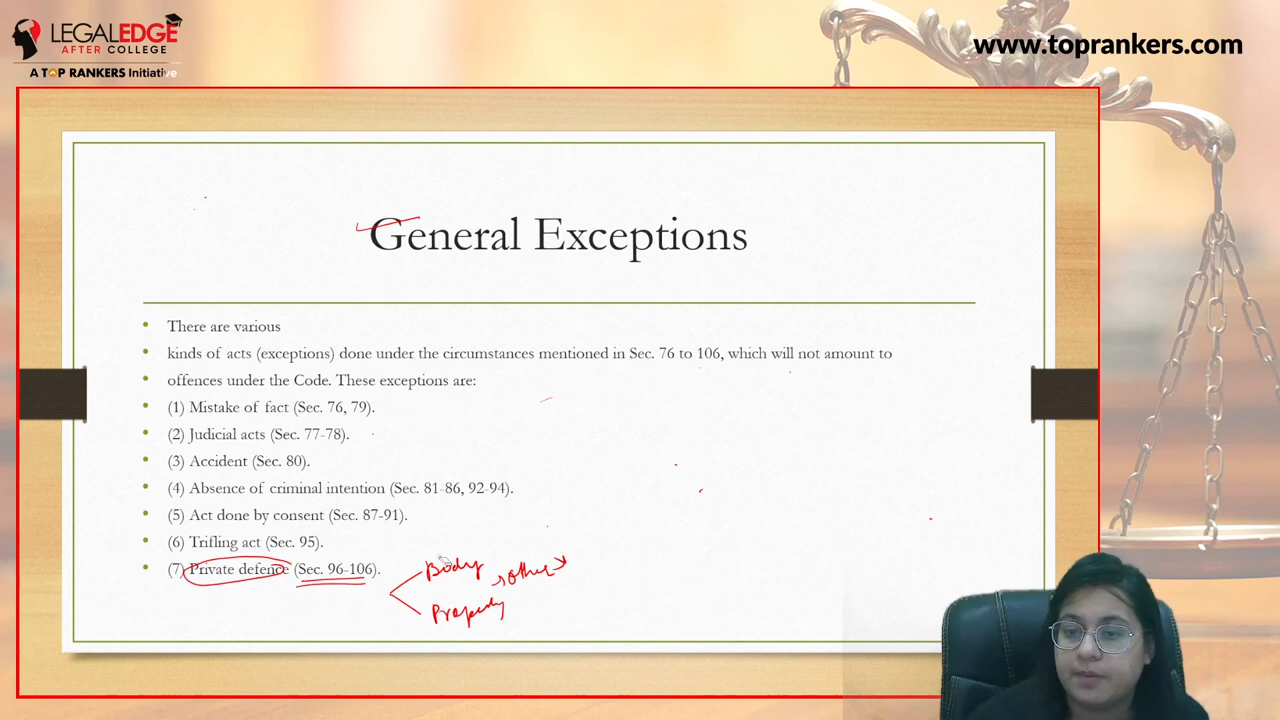 LEGALEDGE
AFTER COLLEGE
A TOP RANKERS Initiative
www.toprankers.com
General Exceptions
• There are various
• kinds of acts (exceptions) done under the circumstances mentioned in Sec. 76 to 106, which will not amount to
• offences under the Code. These exceptions are:
• (1) Mistake of fact (Sec. 76, 79).
• (2) Judicial acts (Sec. 77-78).
• (3) Accident (Sec. 80).
• (4) Absence of criminal intention (Sec. 81-86, 92-94).
• (5) Act done by consent (Sec. 87-91).
• (6) Trifling act (Sec. 95).
• (7) Private defence (Sec. 96-106).
Body
Property